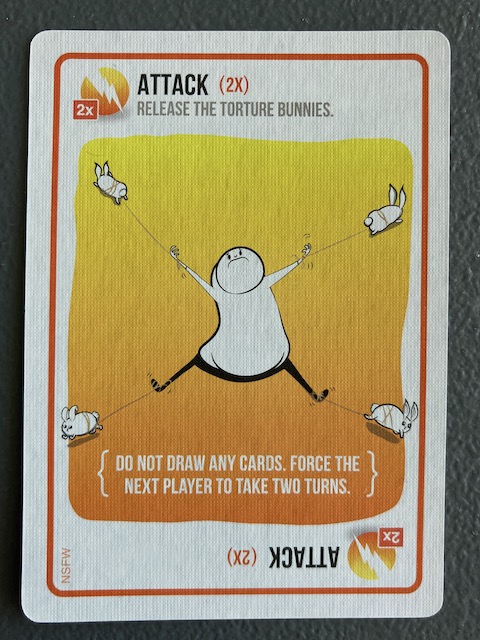 2X
ATTACK (2X)
RELEASE THE TORTURE BUNNIES.
DO NOT DRAW ANY CARDS. FORCE THE
NEXT PLAYER TO TAKE TWO TURNS.
NSFW
ATTACK (2X)
2X